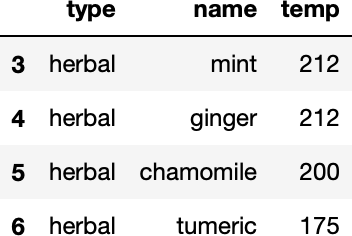 type name temp
3 herbal mint 212
4 herbal ginger 212
5 herbal chamomile 200
6 herbal tumeric 175